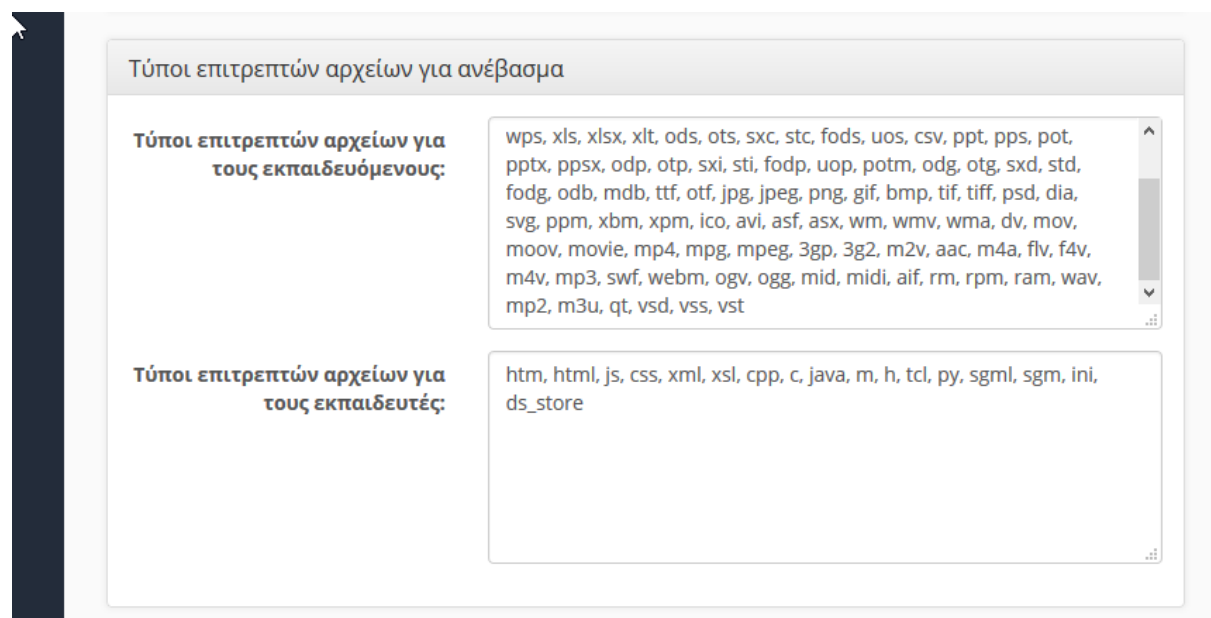 Τύποι επιτρεπτών αρχείων για ανέβασμα
Τύποι επιτρεπτών αρχείων για
τους εκπαιδευόμενους:
wps, xls, xlsx, xlt, ods, ots, sxc, stc, fods, uos, csv, ppt, pps, pot,
pptx, ppsx, odp, otp, sxi, sti, fodp, uop, potm, odg, otg, sxd, std,
fodg, odb, mdb, ttf, otf, jpg, jpeg, png, gif, bmp, tif, tiff, psd, dia,
svg, ppm, xbm, xpm, ico, avi, asf, asx, wm, wmv, wma, dv, mov,
moov, movie, mp4, mpg, mpeg, 3gp, 3g2, m2v, aac, m4a, flv, f4v,
m4v, mp3, swf, webm, ogv, ogg, mid, midi, aif, rm, rpm, ram, wav,
mp2, m3u, qt, vsd, vss, vst
Τύποι επιτρεπτών αρχείων για
τους εκπαιδευτές:
htm, html, js, css, xml, xsl, cpp, c, java, m, h, tcl, py, sgml, sgm, ini,
ds_store